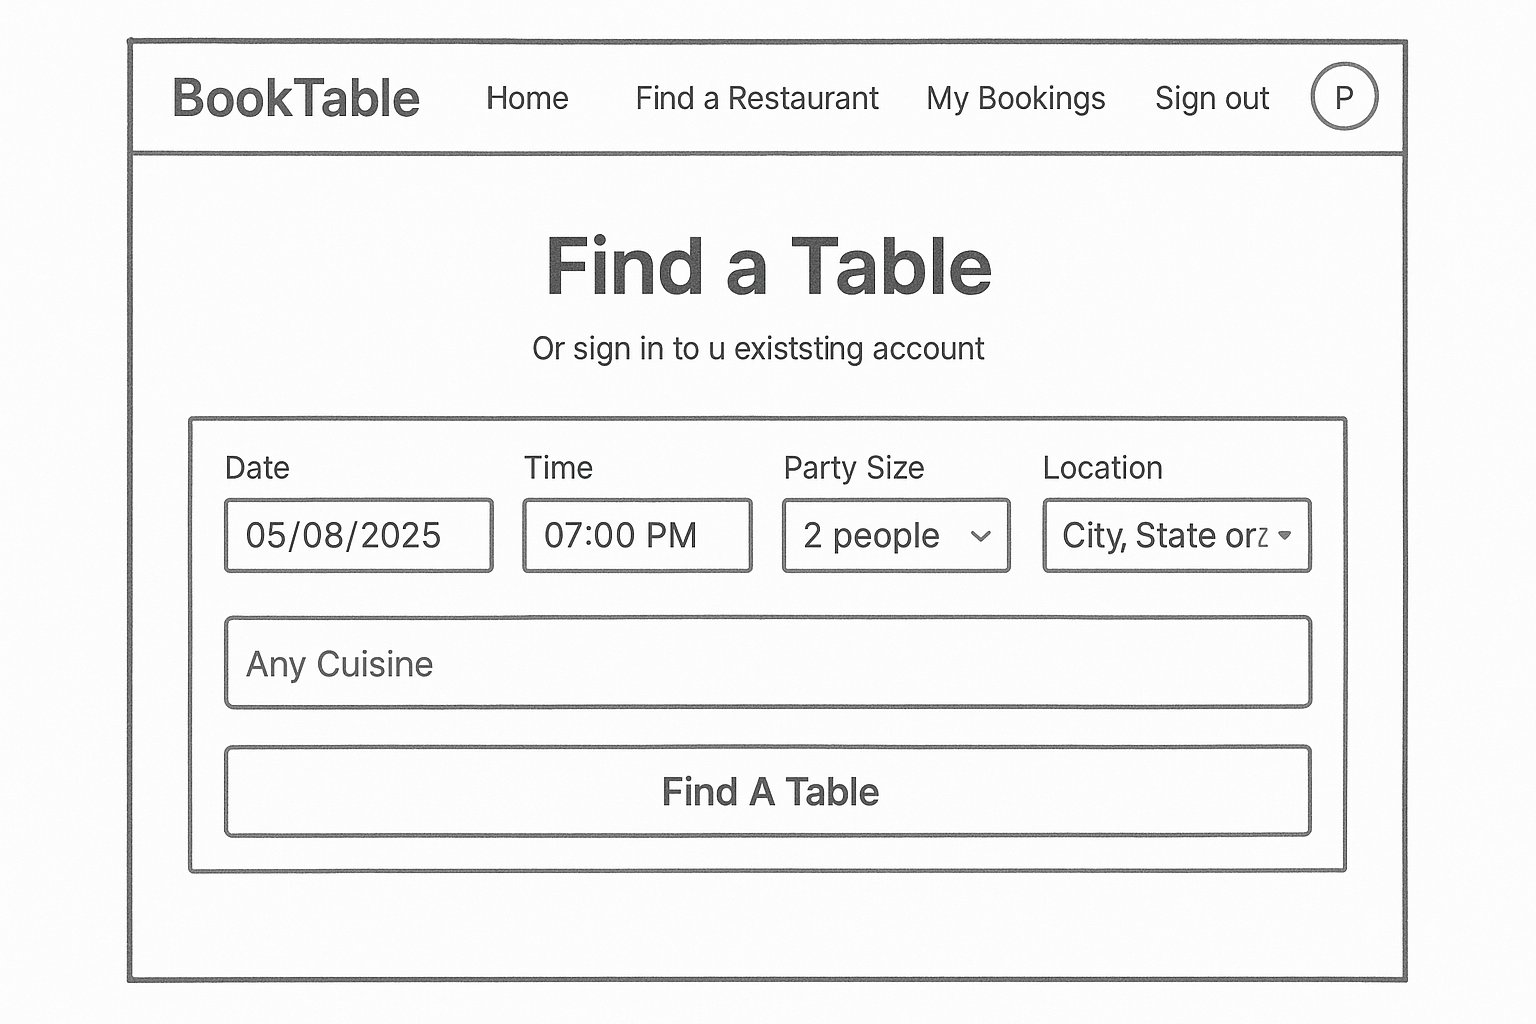 BookTable Home Find a Restaurant My Bookings Sign out P
Find a Table
Or sign in to u existsting account
Date Time Party Size Location
05/08/2025 07:00 PM 2 people City, State orz
Any Cuisine
Find A Table